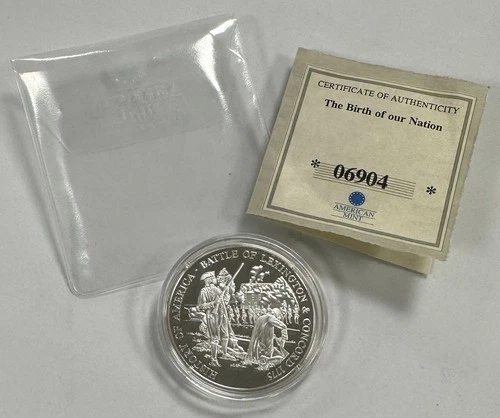 CERTIFICATE OF AUTHENTICITY
The Birth of our Nation
* 06904 *
AMERICAN
MINT
HISTORY OF AMERICA · BATTLE OF LEXINGTON & CONCORD 1775